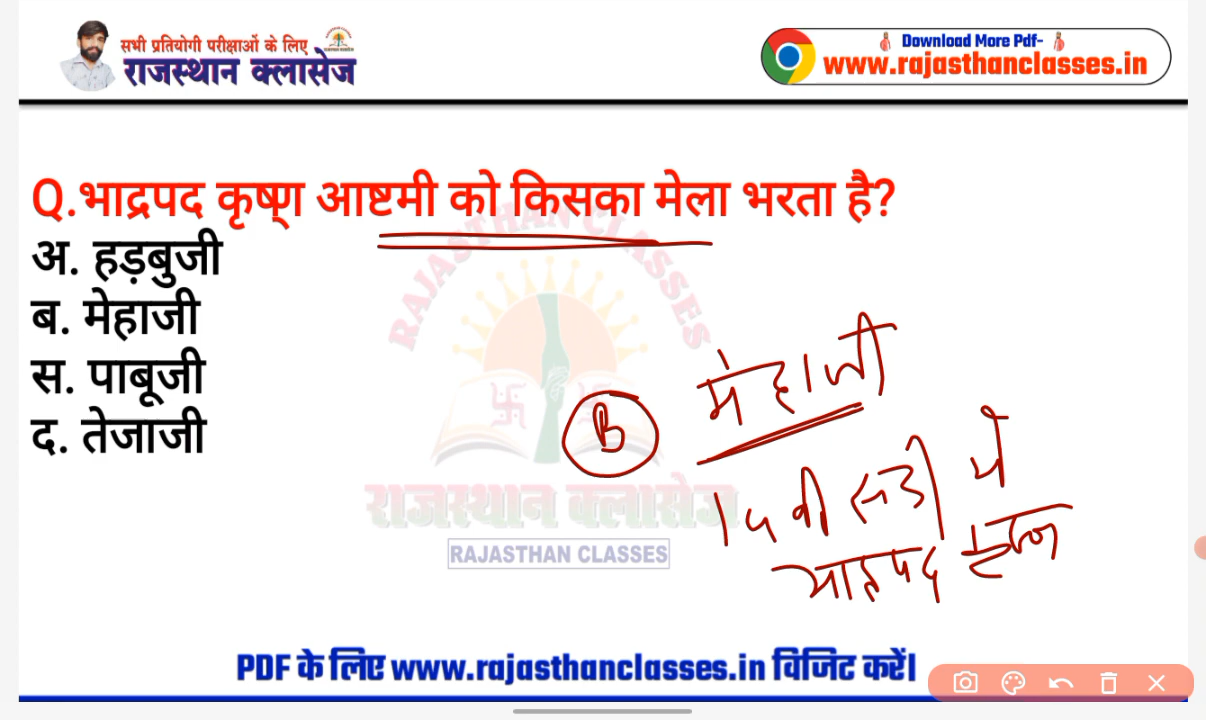 सभी प्रतियोगी परीक्षाओं के लिए
राजस्थान क्लासेज
Download More Pdf-
www.rajasthanclasses.in
Q.भाद्रपद कृष्ण आष्टमी को किसका मेला भरता है?
अ. हड़बुजी
ब. मेहाजी
स. पाबूजी
द. तेजाजी
B
मेहाजी
में
भाद्रपद कृष्ण
RAJASTHAN CLASSES
राजस्थान क्लासेज
RAJASTHAN CLASSES
PDF के लिए www.rajasthanclasses.in विजिट करें।